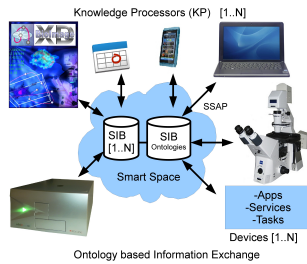 Knowledge Processors (KP) [1..N]
XD
SSAP
SIB
[1..N]
SIB
Ontologies
Smart Space
-Apps
-Services
-Tasks
Devices [1..N]
Ontology based Information Exchange